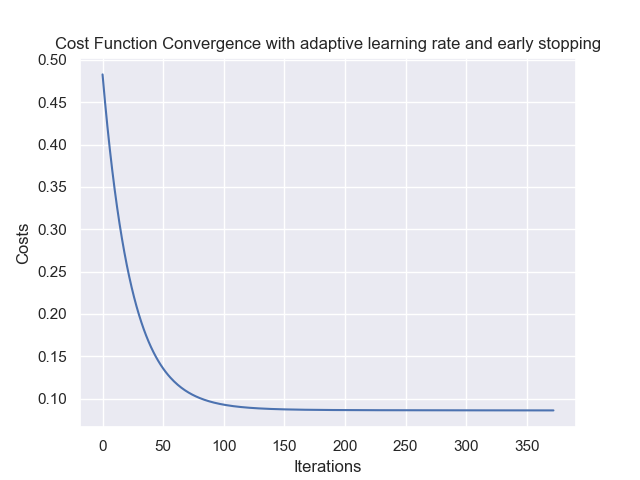 Cost Function Convergence with adaptive learning rate and early stopping
0.50
0.45
0.40
0.35
0.30
0.25
0.20
0.15
0.10
Costs
0 50 100 150 200 250 300 350
Iterations